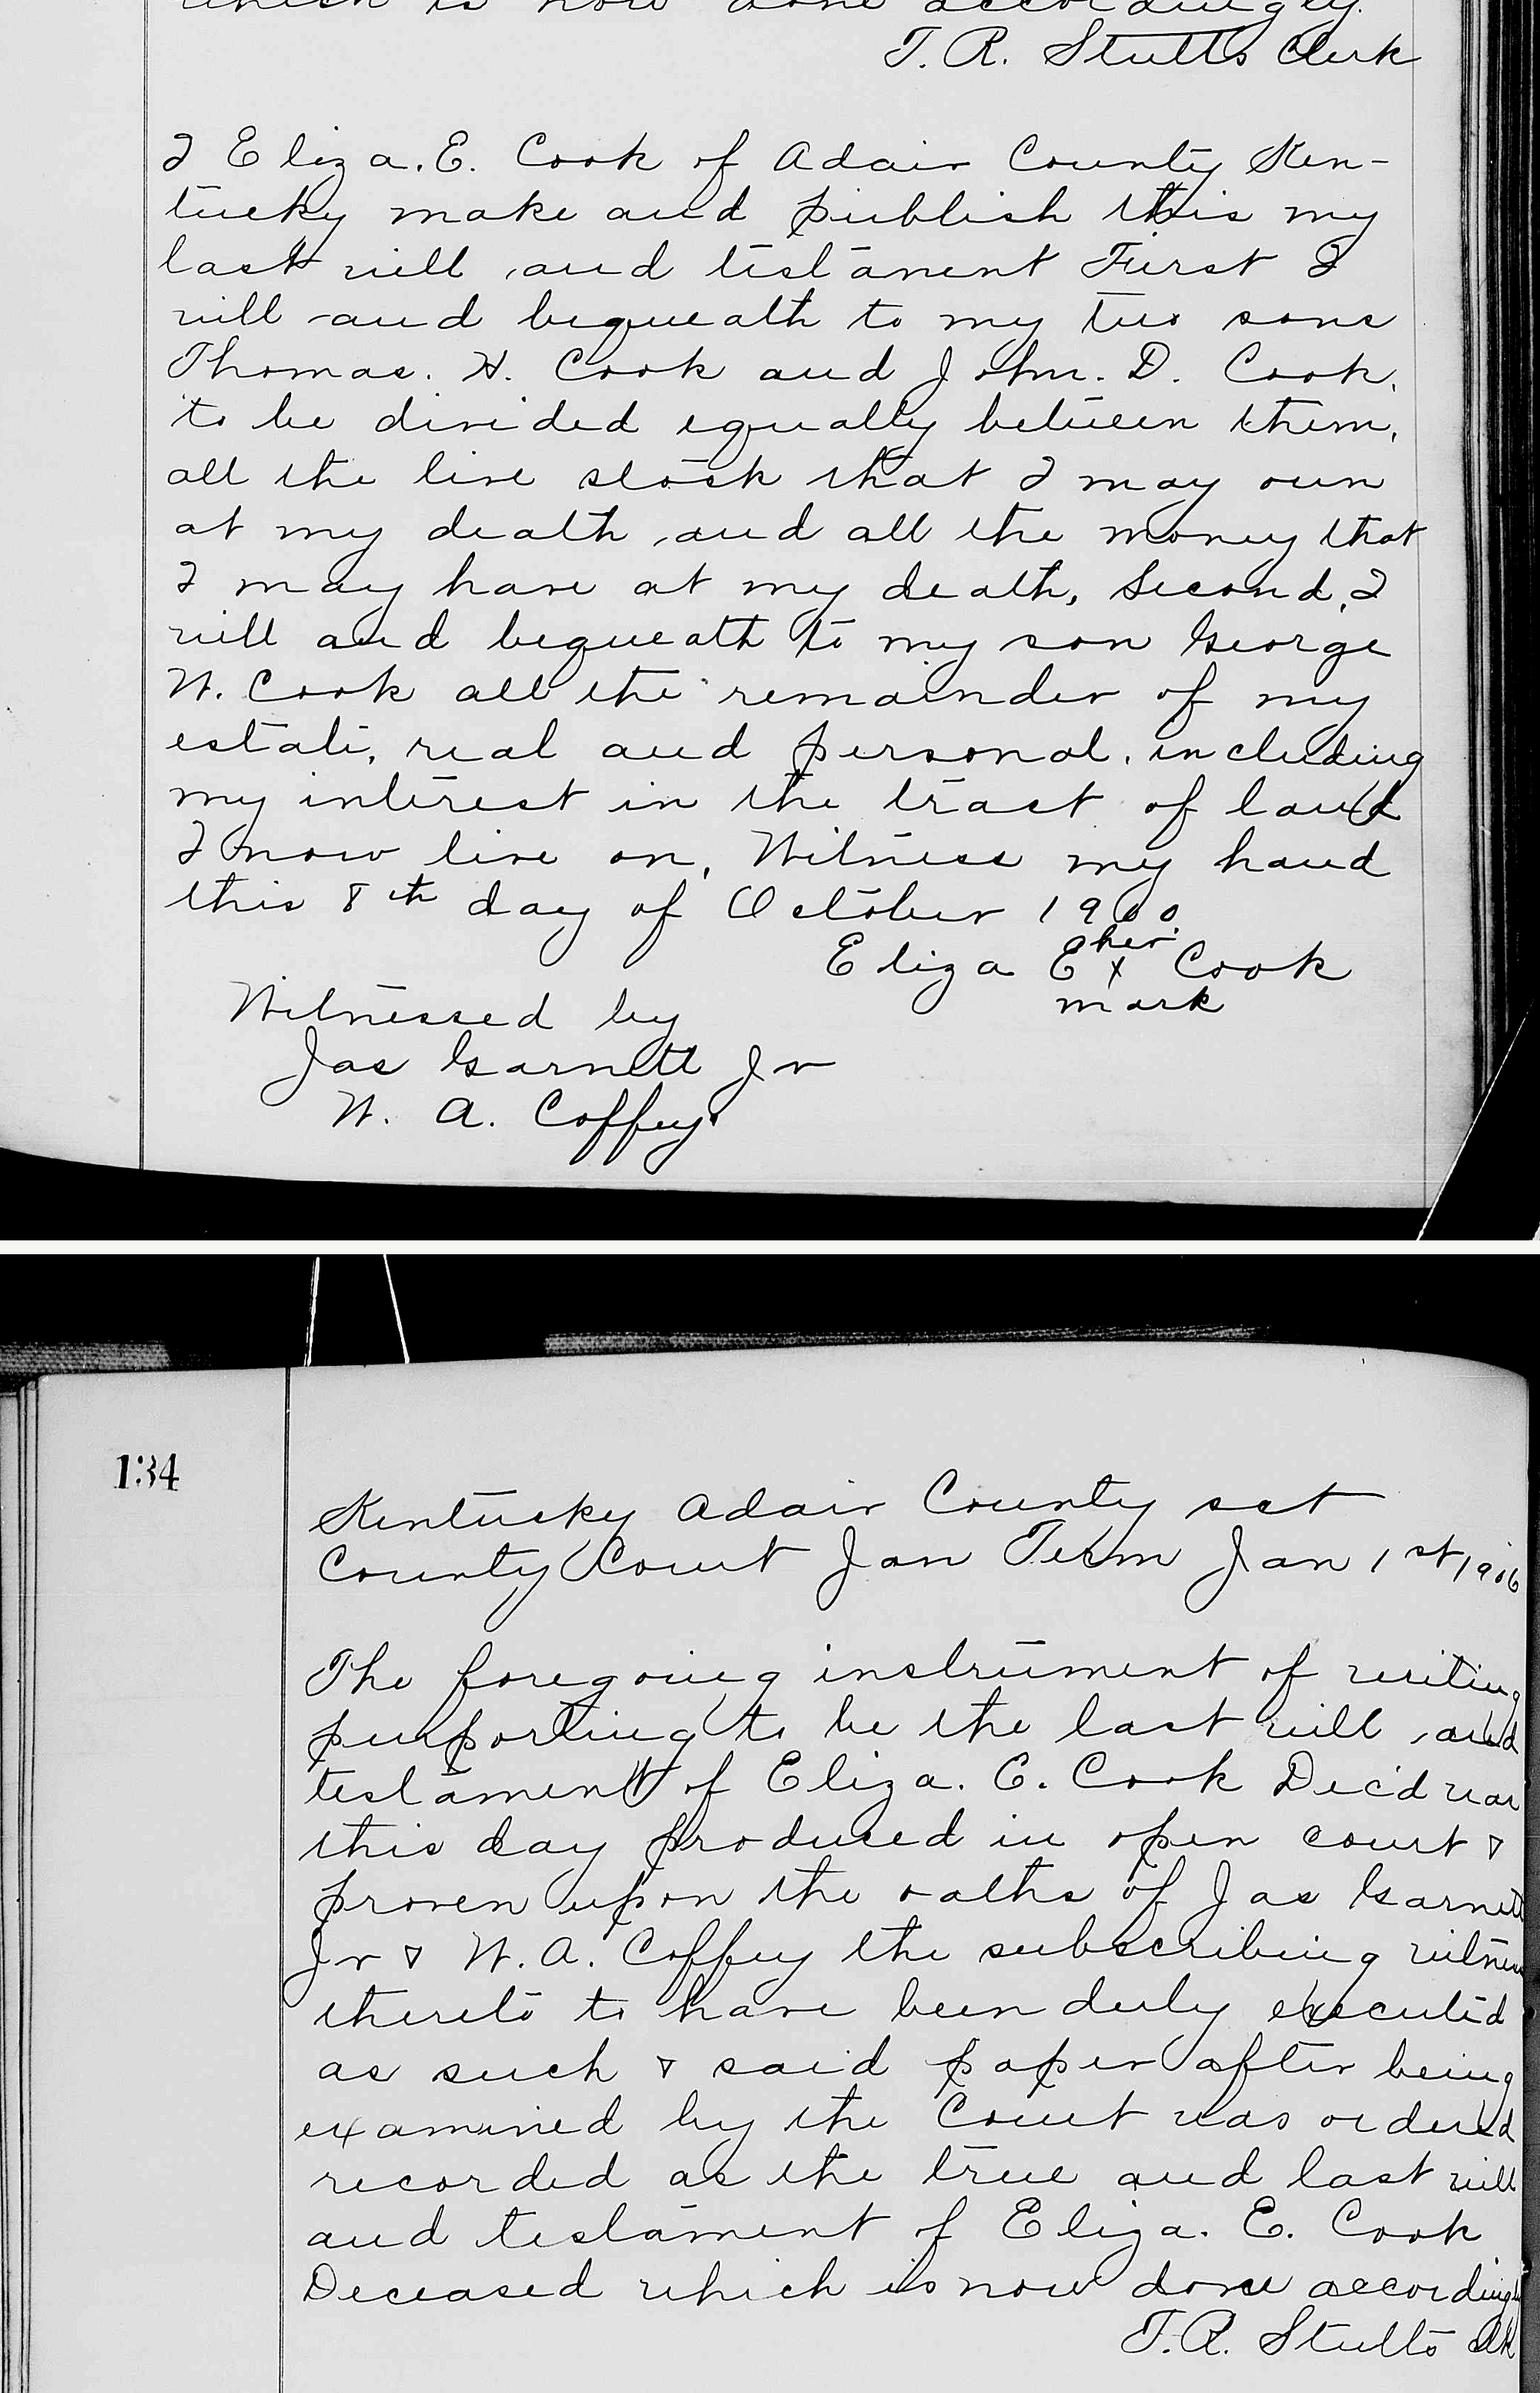 which is now done accordingly.
T. R. Stults Clerk
I Eliza. E. Cook of Adair County Ken-
tucky make and publish this my
last will and testament First I
will and bequeath to my two sons
Thomas. H. Cook and John. D. Cook.
to be divided equally between them,
all the live stock that I may own
at my death, and all the money that
I may have at my death, Second, I
will and bequeath to my son George
W. Cook all the remainder of my
estate, real and personal, including
my interest in the tract of land
I now live on, Witness my hand
this 8th day of October 1900.
her
Eliza E x Cook
mark
Witnessed by
Jas Garnett Jr
W. A. Coffey.
134
Kentucky Adair County sct
County Court Jan Term Jan 1st 1906
The foregoing instrument of writing
purporting to be the last will and
testament of Eliza. E. Cook Dec'd was
this day produced in open court &
proven upon the oaths of Jas Garnett
Jr & W. A. Coffey the subscribing witness
thereto to have been duly executed
as such & said paper after being
examined by the Court was ordered
recorded as the true and last will
and testament of Eliza. E. Cook
Deceased which is now done accordingly
T. R. Stults Clk